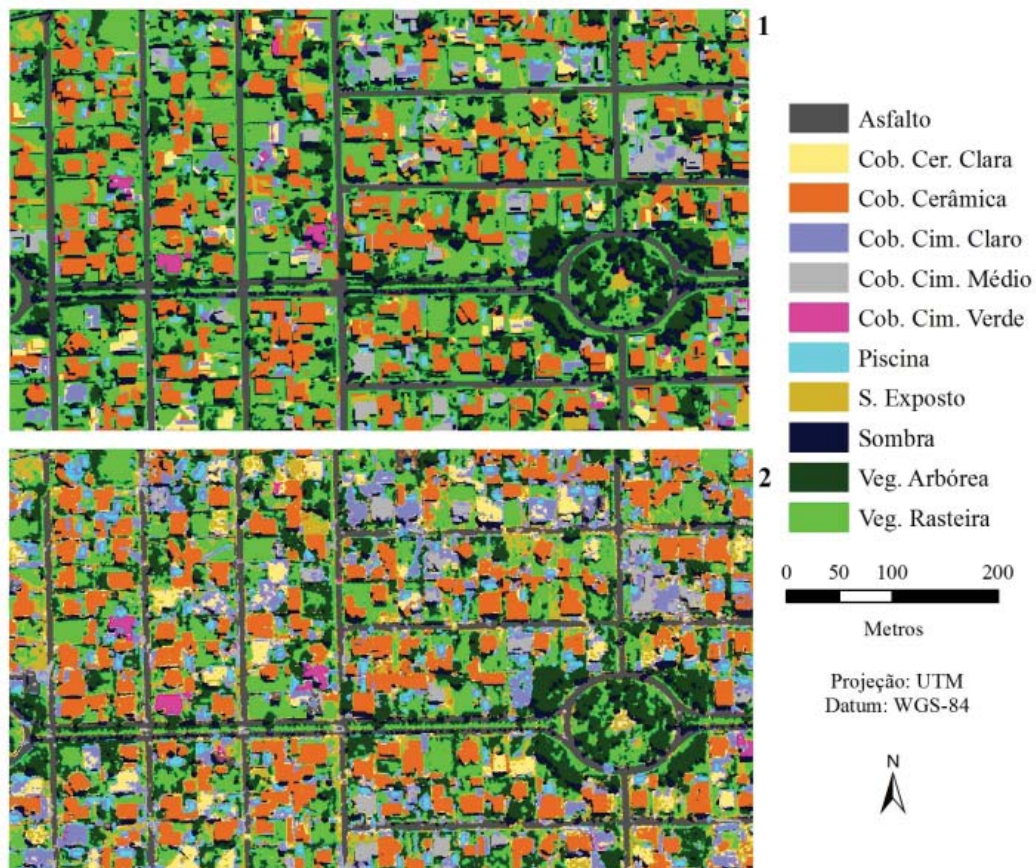 1
2
Asfalto
Cob. Cer. Clara
Cob. Cerâmica
Cob. Cim. Claro
Cob. Cim. Médio
Cob. Cim. Verde
Piscina
S. Exposto
Sombra
Veg. Arbórea
Veg. Rasteira
0 50 100 200
Metros
Projeção: UTM
Datum: WGS-84
N